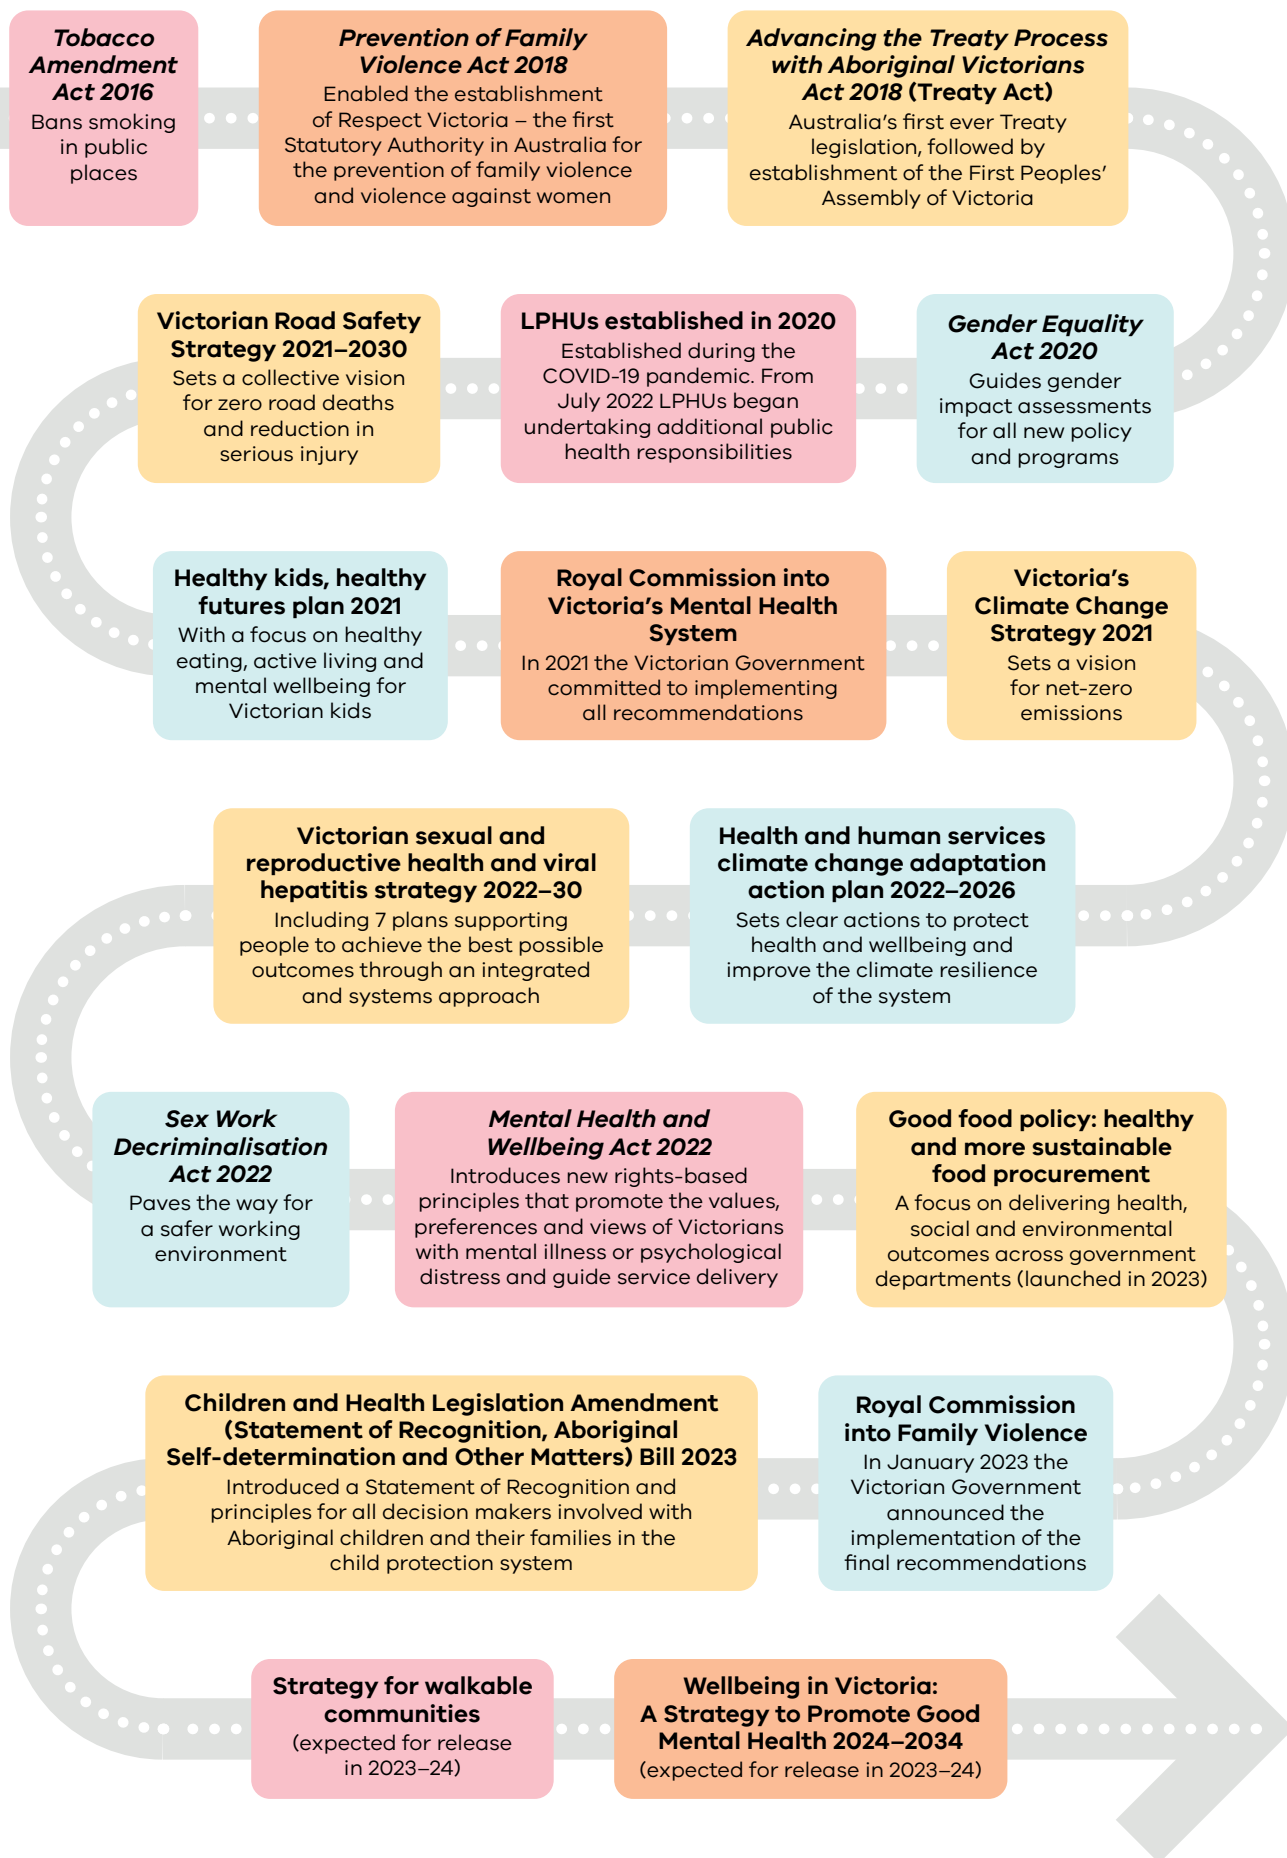 Tobacco
Amendment
Act 2016
Bans smoking
in public
places
Prevention of Family
Violence Act 2018
Enabled the establishment
of Respect Victoria – the first
Statutory Authority in Australia for
the prevention of family violence
and violence against women
Advancing the Treaty Process
with Aboriginal Victorians
Act 2018 (Treaty Act)
Australia's first ever Treaty
legislation, followed by
establishment of the First Peoples'
Assembly of Victoria
Gender Equality
Act 2020
Guides gender
impact assessments
for all new policy
and programs
LPHUs established in 2020
Established during the
COVID-19 pandemic. From
July 2022 LPHUs began
undertaking additional public
health responsibilities
Victorian Road Safety
Strategy 2021–2030
Sets a collective vision
for zero road deaths
and reduction in
serious injury
Healthy kids, healthy
futures plan 2021
With a focus on healthy
eating, active living and
mental wellbeing for
Victorian kids
Royal Commission into
Victoria's Mental Health
System
In 2021 the Victorian Government
committed to implementing
all recommendations
Victoria's
Climate Change
Strategy 2021
Sets a vision
for net-zero
emissions
Health and human services
climate change adaptation
action plan 2022–2026
Sets clear actions to protect
health and wellbeing and
improve the climate resilience
of the system
Victorian sexual and
reproductive health and viral
hepatitis strategy 2022–30
Including 7 plans supporting
people to achieve the best possible
outcomes through an integrated
and systems approach
Sex Work
Decriminalisation
Act 2022
Paves the way for
a safer working
environment
Mental Health and
Wellbeing Act 2022
Introduces new rights-based
principles that promote the values,
preferences and views of Victorians
with mental illness or psychological
distress and guide service delivery
Good food policy: healthy
and more sustainable
food procurement
A focus on delivering health,
social and environmental
outcomes across government
departments (launched in 2023)
Royal Commission
into Family Violence
In January 2023 the
Victorian Government
announced the
implementation of the
final recommendations
Children and Health Legislation Amendment
(Statement of Recognition, Aboriginal
Self-determination and Other Matters) Bill 2023
Introduced a Statement of Recognition and
principles for all decision makers involved with
Aboriginal children and their families in the
child protection system
Strategy for walkable
communities
(expected for release
in 2023–24)
Wellbeing in Victoria:
A Strategy to Promote Good
Mental Health 2024–2034
(expected for release in 2023–24)